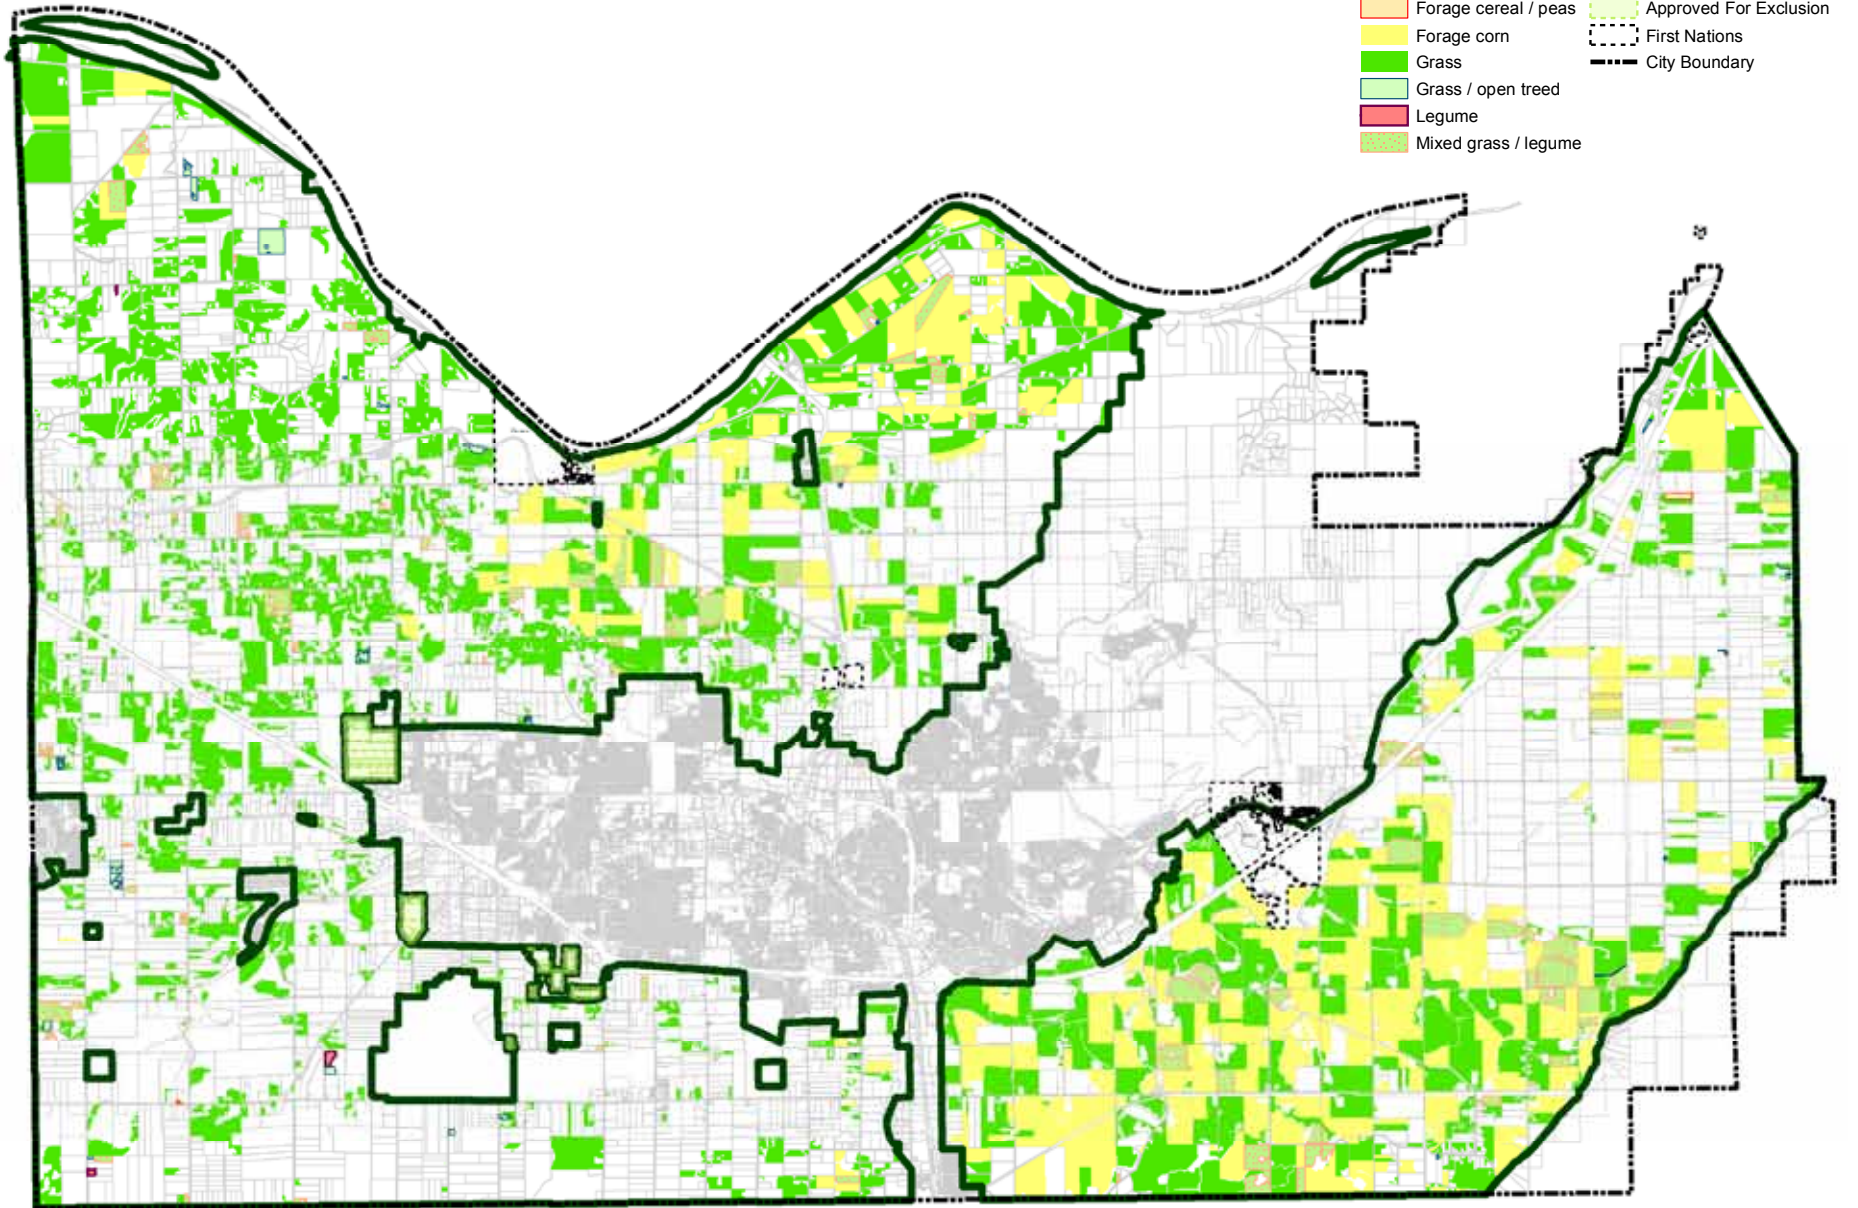 Forage cereal / peas
Forage corn
Grass
Grass / open treed
Legume
Mixed grass / legume
Approved For Exclusion
First Nations
City Boundary